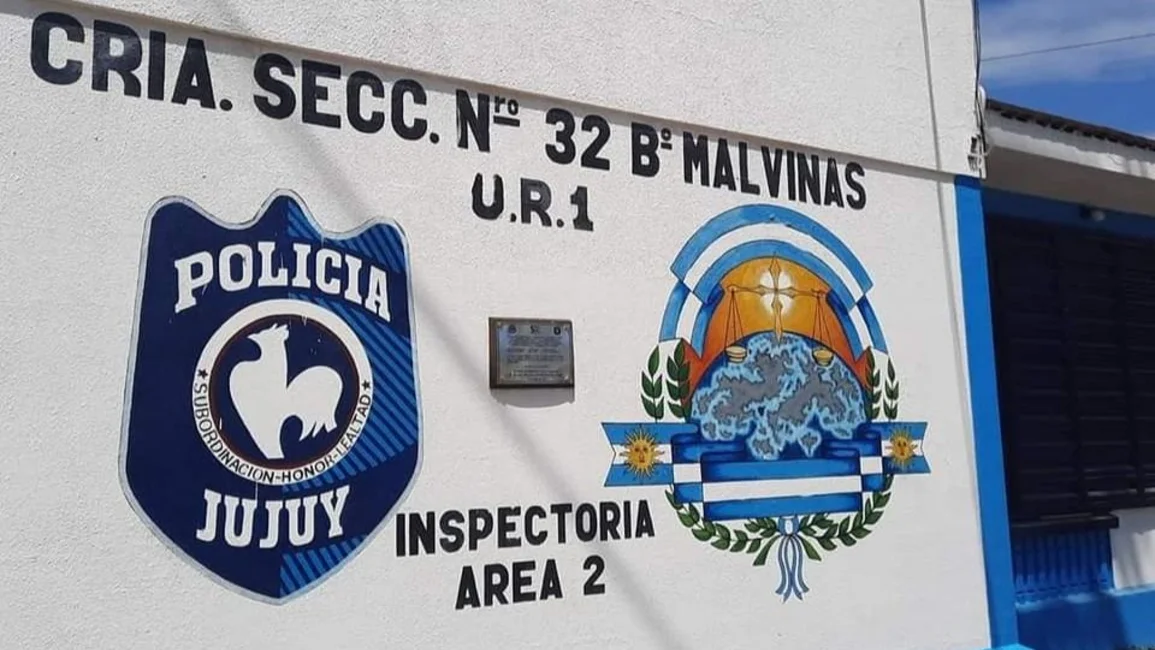 CRIA. SECC. Nro 32 Bº MALVINAS
U.R.1
POLICIA
★ SUBORDINACION-HONOR-LEALTAD ★
JUJUY
INSPECTORIA
AREA 2